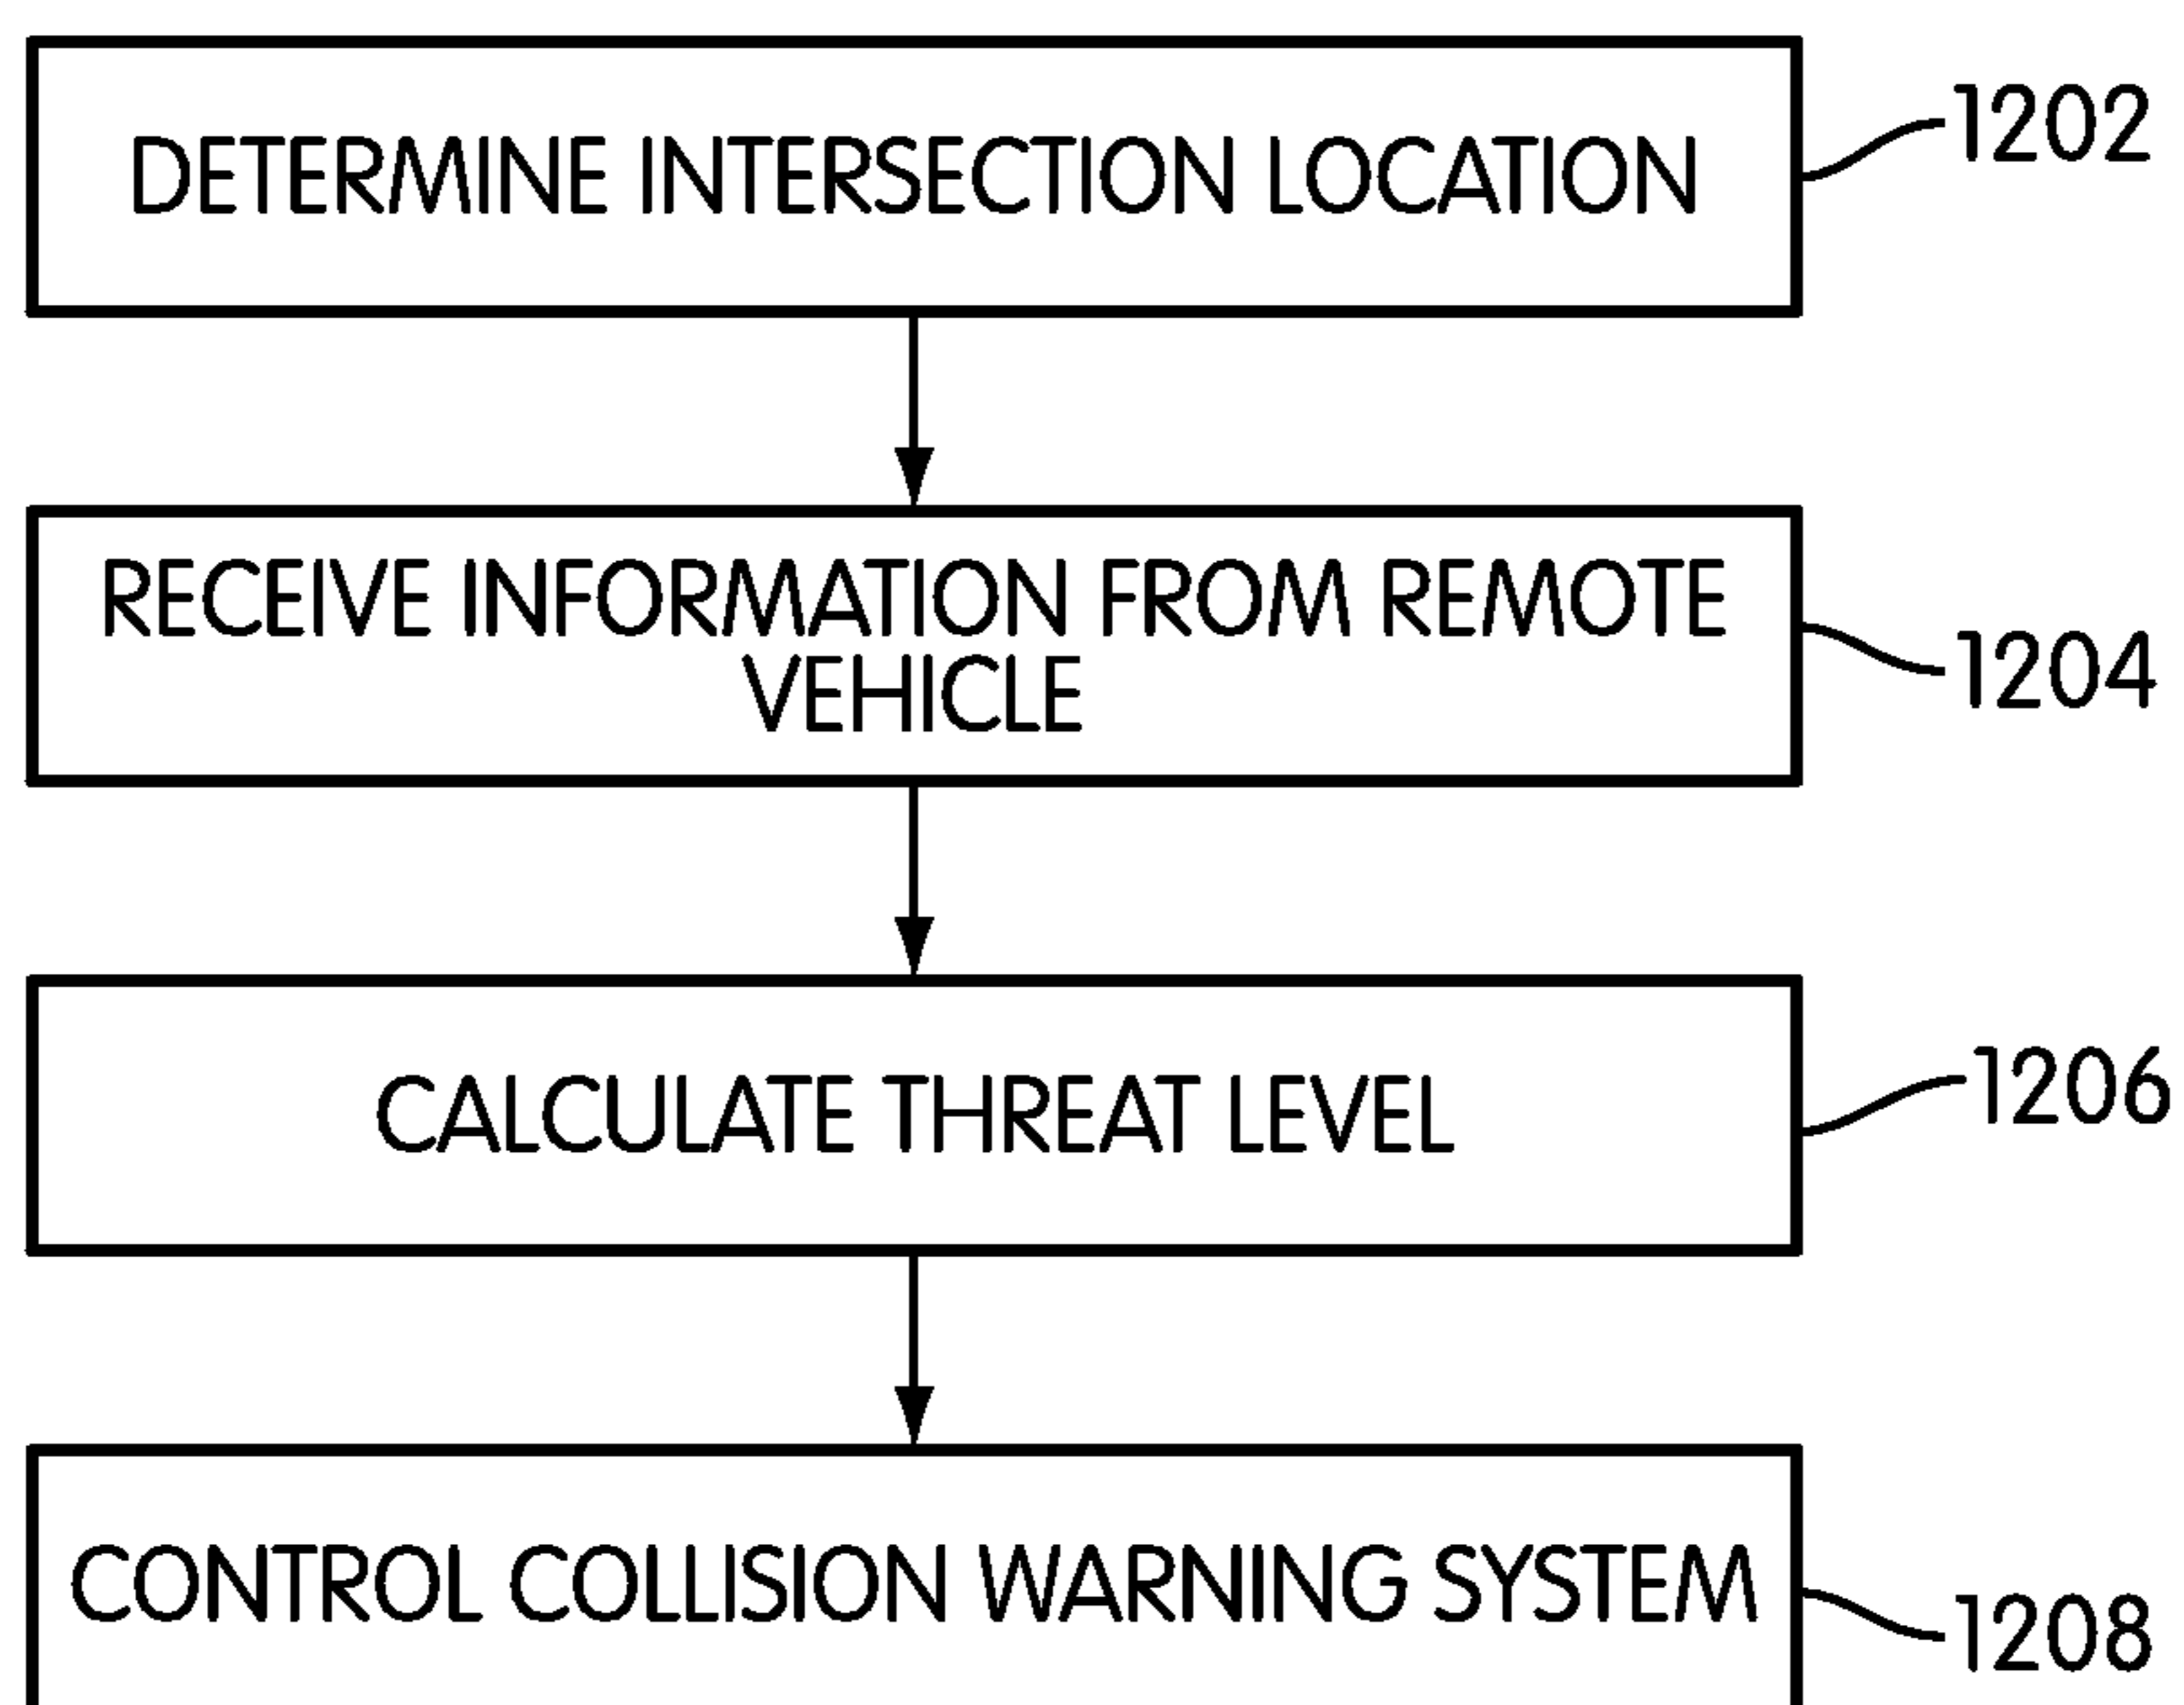 DETERMINE INTERSECTION LOCATION
1202
RECEIVE INFORMATION FROM REMOTE
VEHICLE
1204
CALCULATE THREAT LEVEL
1206
CONTROL COLLISION WARNING SYSTEM
1208